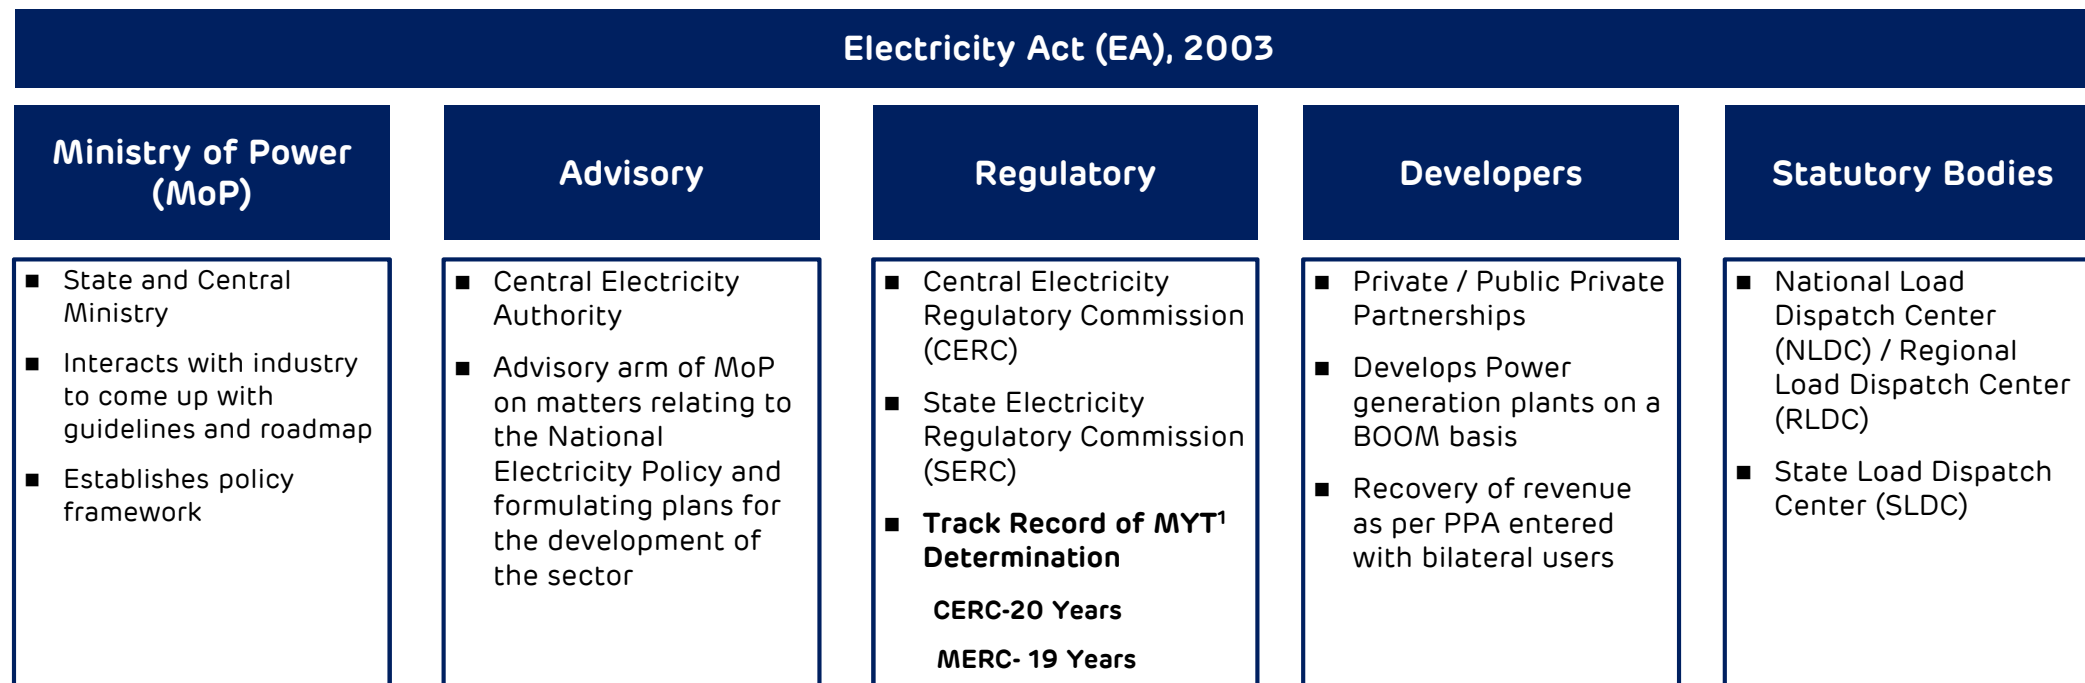 Electricity Act (EA), 2003
Ministry of Power
(MoP)
■ State and Central
Ministry
■ Interacts with industry
to come up with
guidelines and roadmap
■ Establishes policy
framework
Advisory
■ Central Electricity
Authority
■ Advisory arm of MoP
on matters relating to
the National
Electricity Policy and
formulating plans for
the development of
the sector
Regulatory
■ Central Electricity
Regulatory Commission
(CERC)
■ State Electricity
Regulatory Commission
(SERC)
■ Track Record of MYT¹
Determination
CERC-20 Years
MERC- 19 Years
Developers
■ Private / Public Private
Partnerships
■ Develops Power
generation plants on a
BOOM basis
■ Recovery of revenue
as per PPA entered
with bilateral users
Statutory Bodies
■ National Load
Dispatch Center
(NLDC) / Regional
Load Dispatch Center
(RLDC)
■ State Load Dispatch
Center (SLDC)